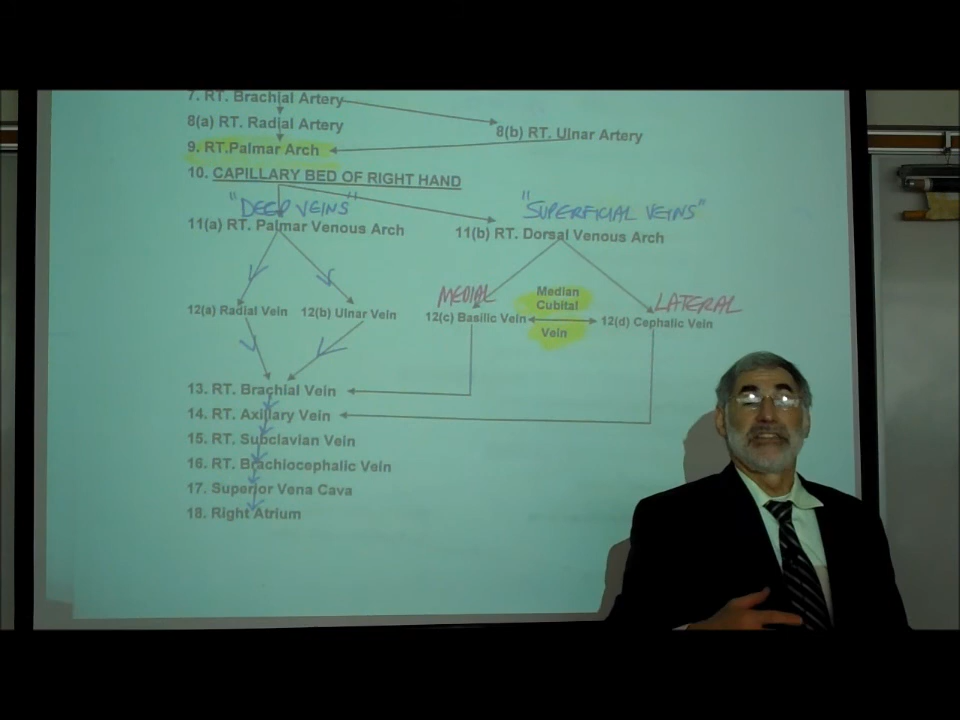 7. RT. Brachial Artery
8(a) RT. Radial Artery
8(b) RT. Ulnar Artery
9. RT.Palmar Arch
10. CAPILLARY BED OF RIGHT HAND
"DEEP VEINS"
"SUPERFICIAL VEINS"
11(a) RT. Palmar Venous Arch
11(b) RT. Dorsal Venous Arch
MEDIAL
Median
Cubital
Vein
LATERAL
12(a) Radial Vein
12(b) Ulnar Vein
12(c) Basilic Vein
12(d) Cephalic Vein
13. RT. Brachial Vein
14. RT. Axillary Vein
15. RT. Subclavian Vein
16. RT. Brachiocephalic Vein
17. Superior Vena Cava
18. Right Atrium